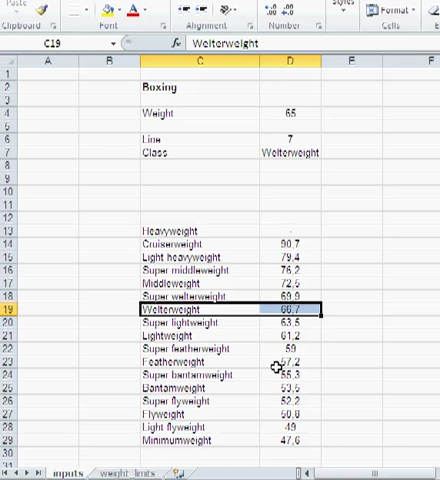 Paste
Styles
Format
Clipboard Font Alignment Number Cells
C19 fx Welterweight
A B C D E F
1
2 Boxing
3
4 Weight 65
5
6 Line 7
7 Class Welterweight
8
9
10
11
12
13 Heavyweight -
14 Cruiserweight 90,7
15 Light heavyweight 79,4
16 Super middleweight 76,2
17 Middleweight 72,5
18 Super welterweight 69,9
19 Welterweight 66,7
20 Super lightweight 63,5
21 Lightweight 61,2
22 Super featherweight 59
23 Featherweight 57,2
24 Super bantamweight 55,3
25 Bantamweight 53,5
26 Super flyweight 52,2
27 Flyweight 50,8
28 Light flyweight 49
29 Minimumweight 47,6
30
inputs weight limits